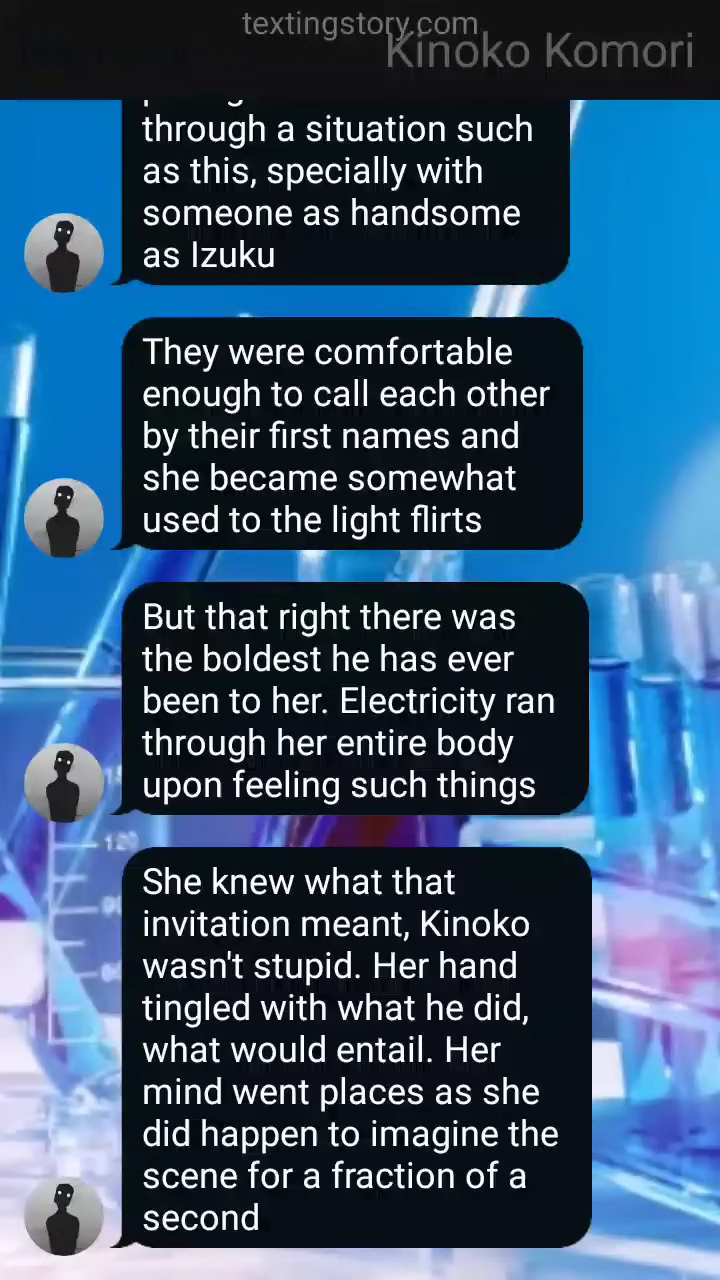 textingstory.com
Kinoko Komori
through a situation such
as this, specially with
someone as handsome
as Izuku
They were comfortable
enough to call each other
by their first names and
she became somewhat
used to the light flirts
But that right there was
the boldest he has ever
been to her. Electricity ran
through her entire body
upon feeling such things
120
She knew what that
invitation meant, Kinoko
wasn't stupid. Her hand
tingled with what he did,
what would entail. Her
mind went places as she
did happen to imagine the
scene for a fraction of a
second